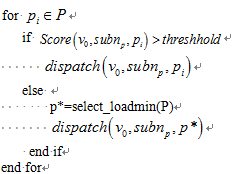 for p_i ∈ P
if Score(v_0, subn_p, p_i) > threshhold
dispatch(v_0, subn_p, p_i)
else
p*=select_loadmin(P)
dispatch(v_0, subn_p, p*)
end if
end for